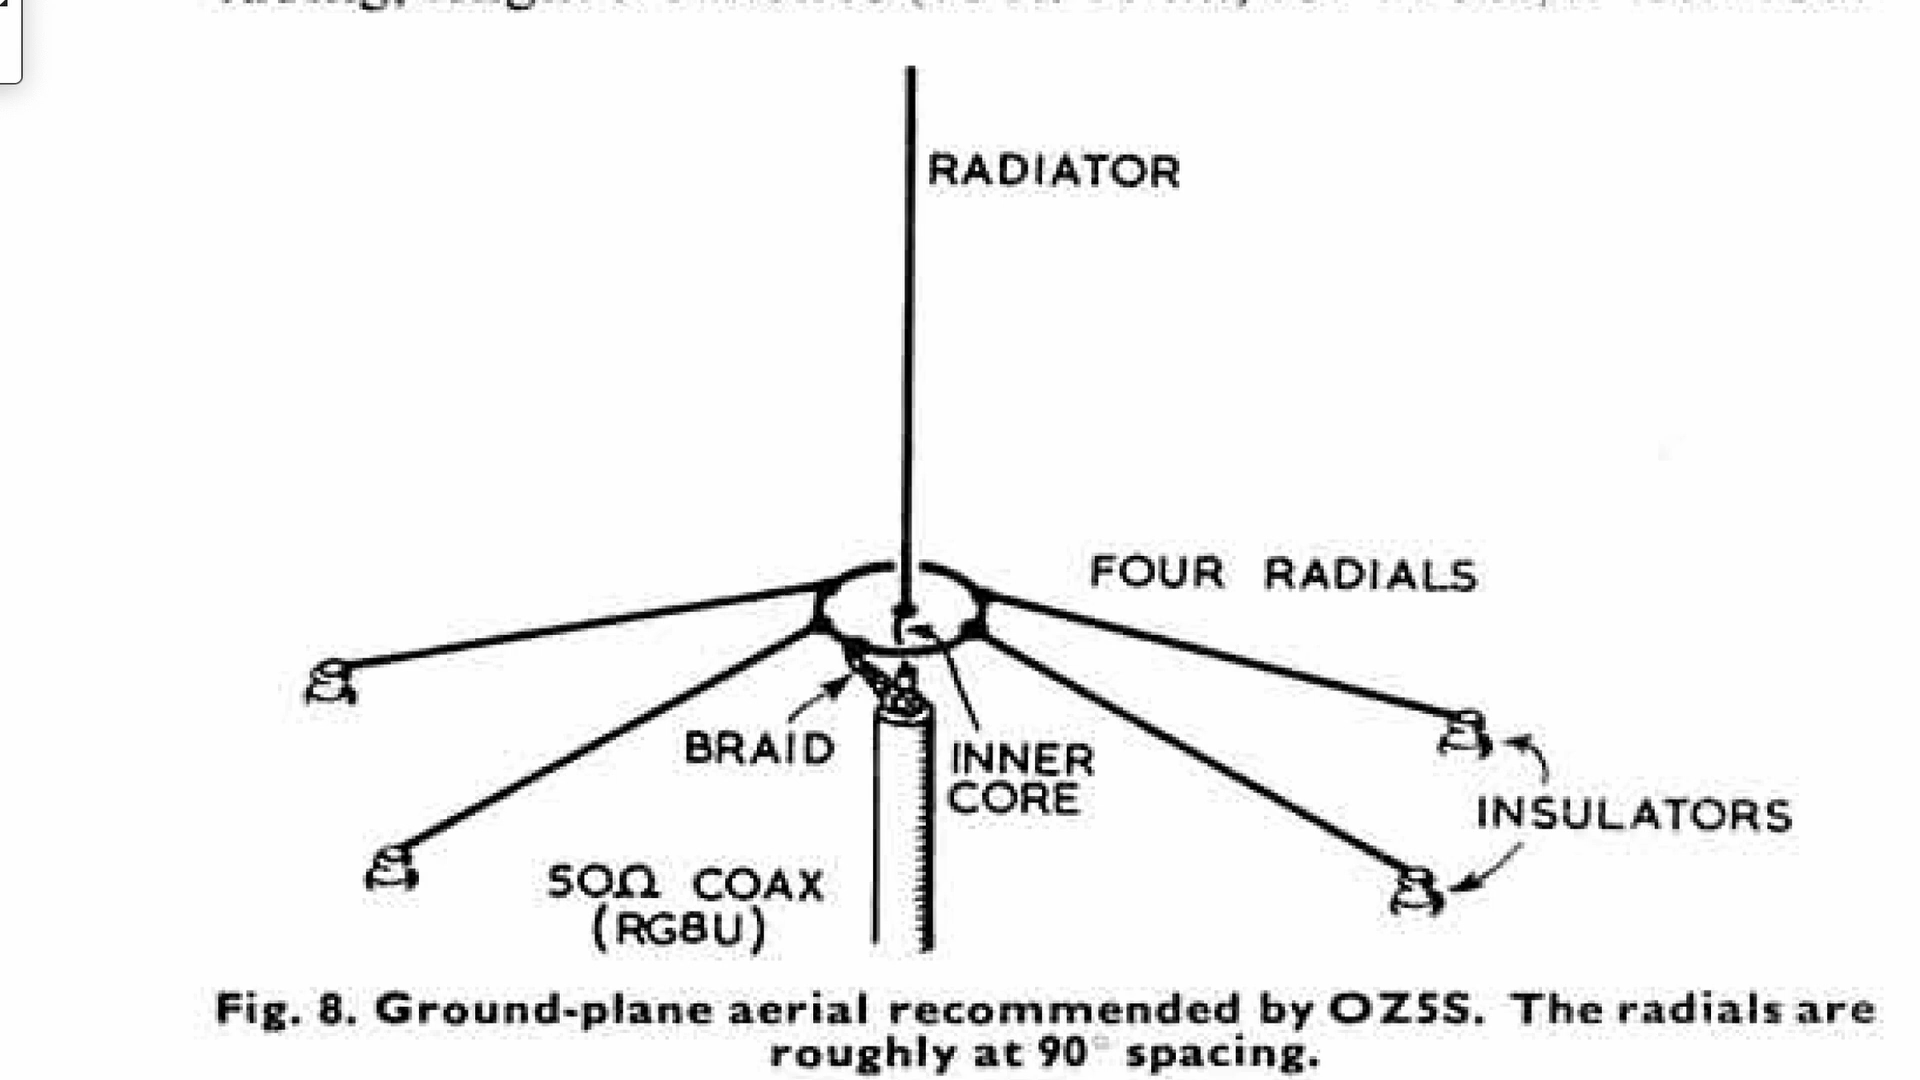 RADIATOR
FOUR RADIALS
BRAID
INNER
CORE
INSULATORS
50Ω COAX
(RG8U)
Fig. 8. Ground-plane aerial recommended by OZ5S. The radials are
roughly at 90° spacing.